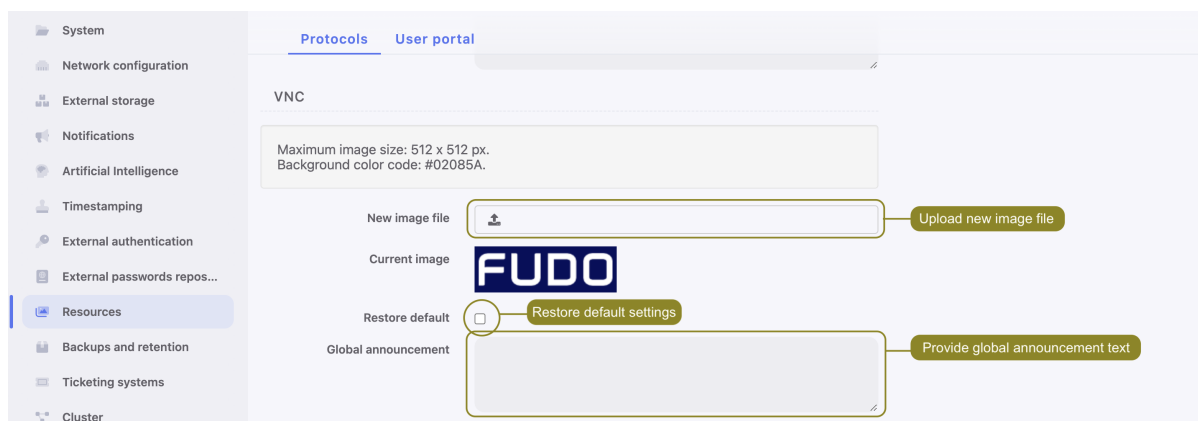 System
Network configuration
External storage
Notifications
Artificial Intelligence
Timestamping
External authentication
External passwords repos...
Resources
Backups and retention
Ticketing systems
Cluster
Protocols User portal
VNC
Maximum image size: 512 x 512 px.
Background color code: #02085A.
New image file
Upload new image file
Current image
FUDO
Restore default
Restore default settings
Global announcement
Provide global announcement text